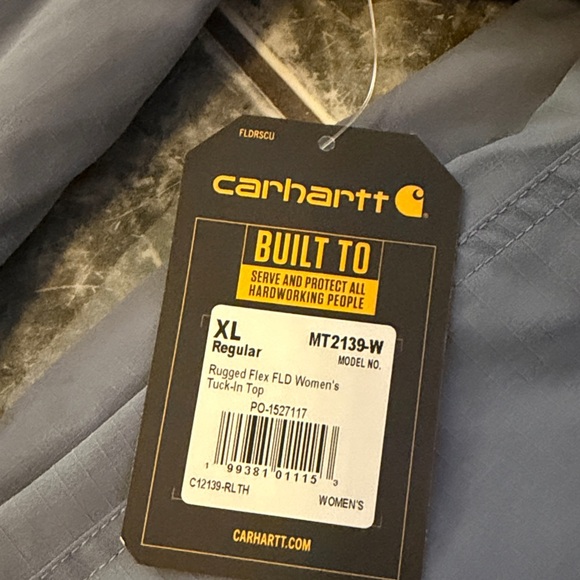 FLDRSCU
carhartt
BUILT TO
SERVE AND PROTECT ALL
HARDWORKING PEOPLE
XL
Regular
MT2139-W
MODEL NO.
Rugged Flex FLD Women's
Tuck-In Top
PO-1527117
1 99381 01115 3
C12139-RLTH
WOMEN'S
CARHARTT.COM